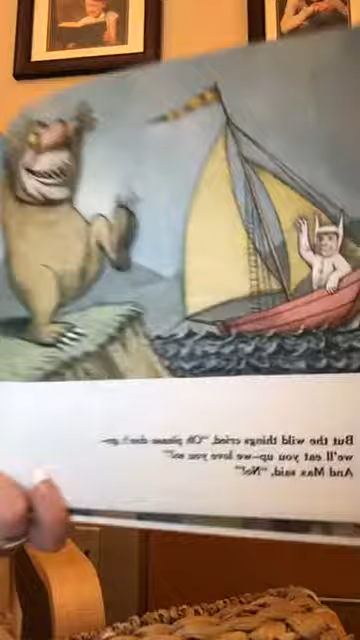 But the wild things cried, "Oh please don't go—
we'll eat you up—we love you so!"
And Max said, "No!"